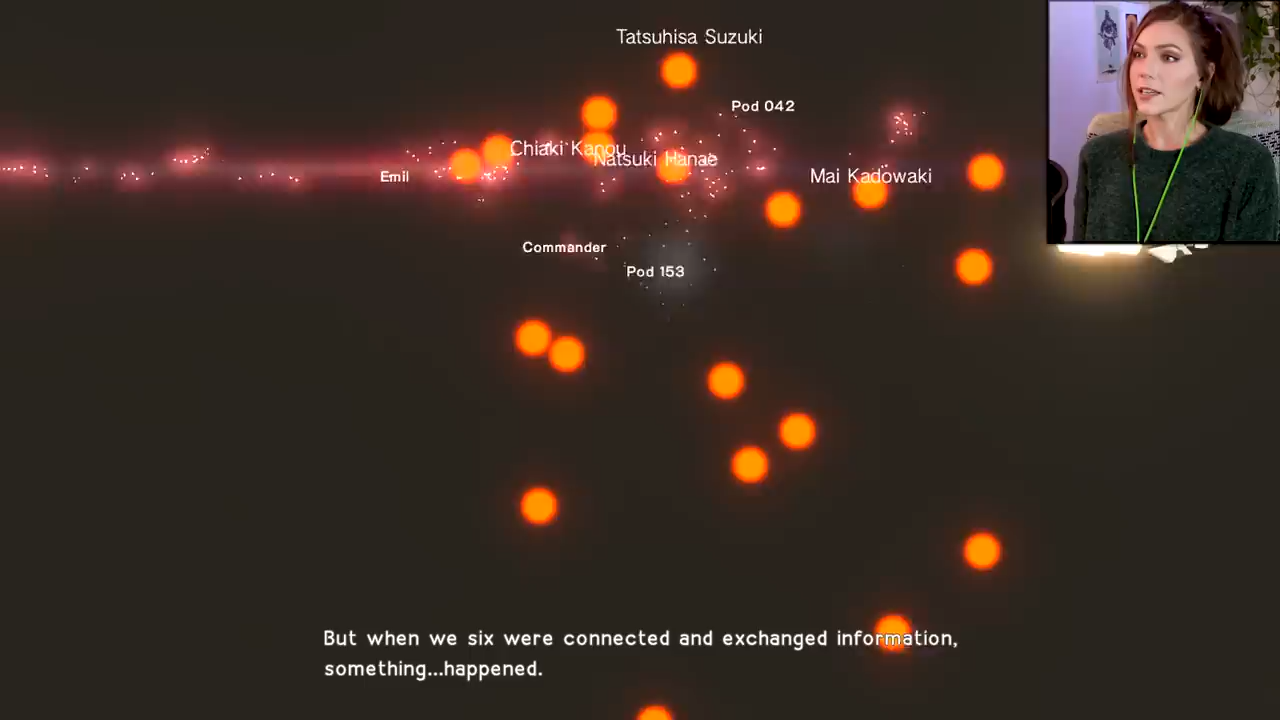 Tatsuhisa Suzuki
Pod 042
Chiaki Kanou
Natsuki Hanae
Emil
Mai Kadowaki
Commander
Pod 153
But when we six were connected and exchanged information,
something...happened.